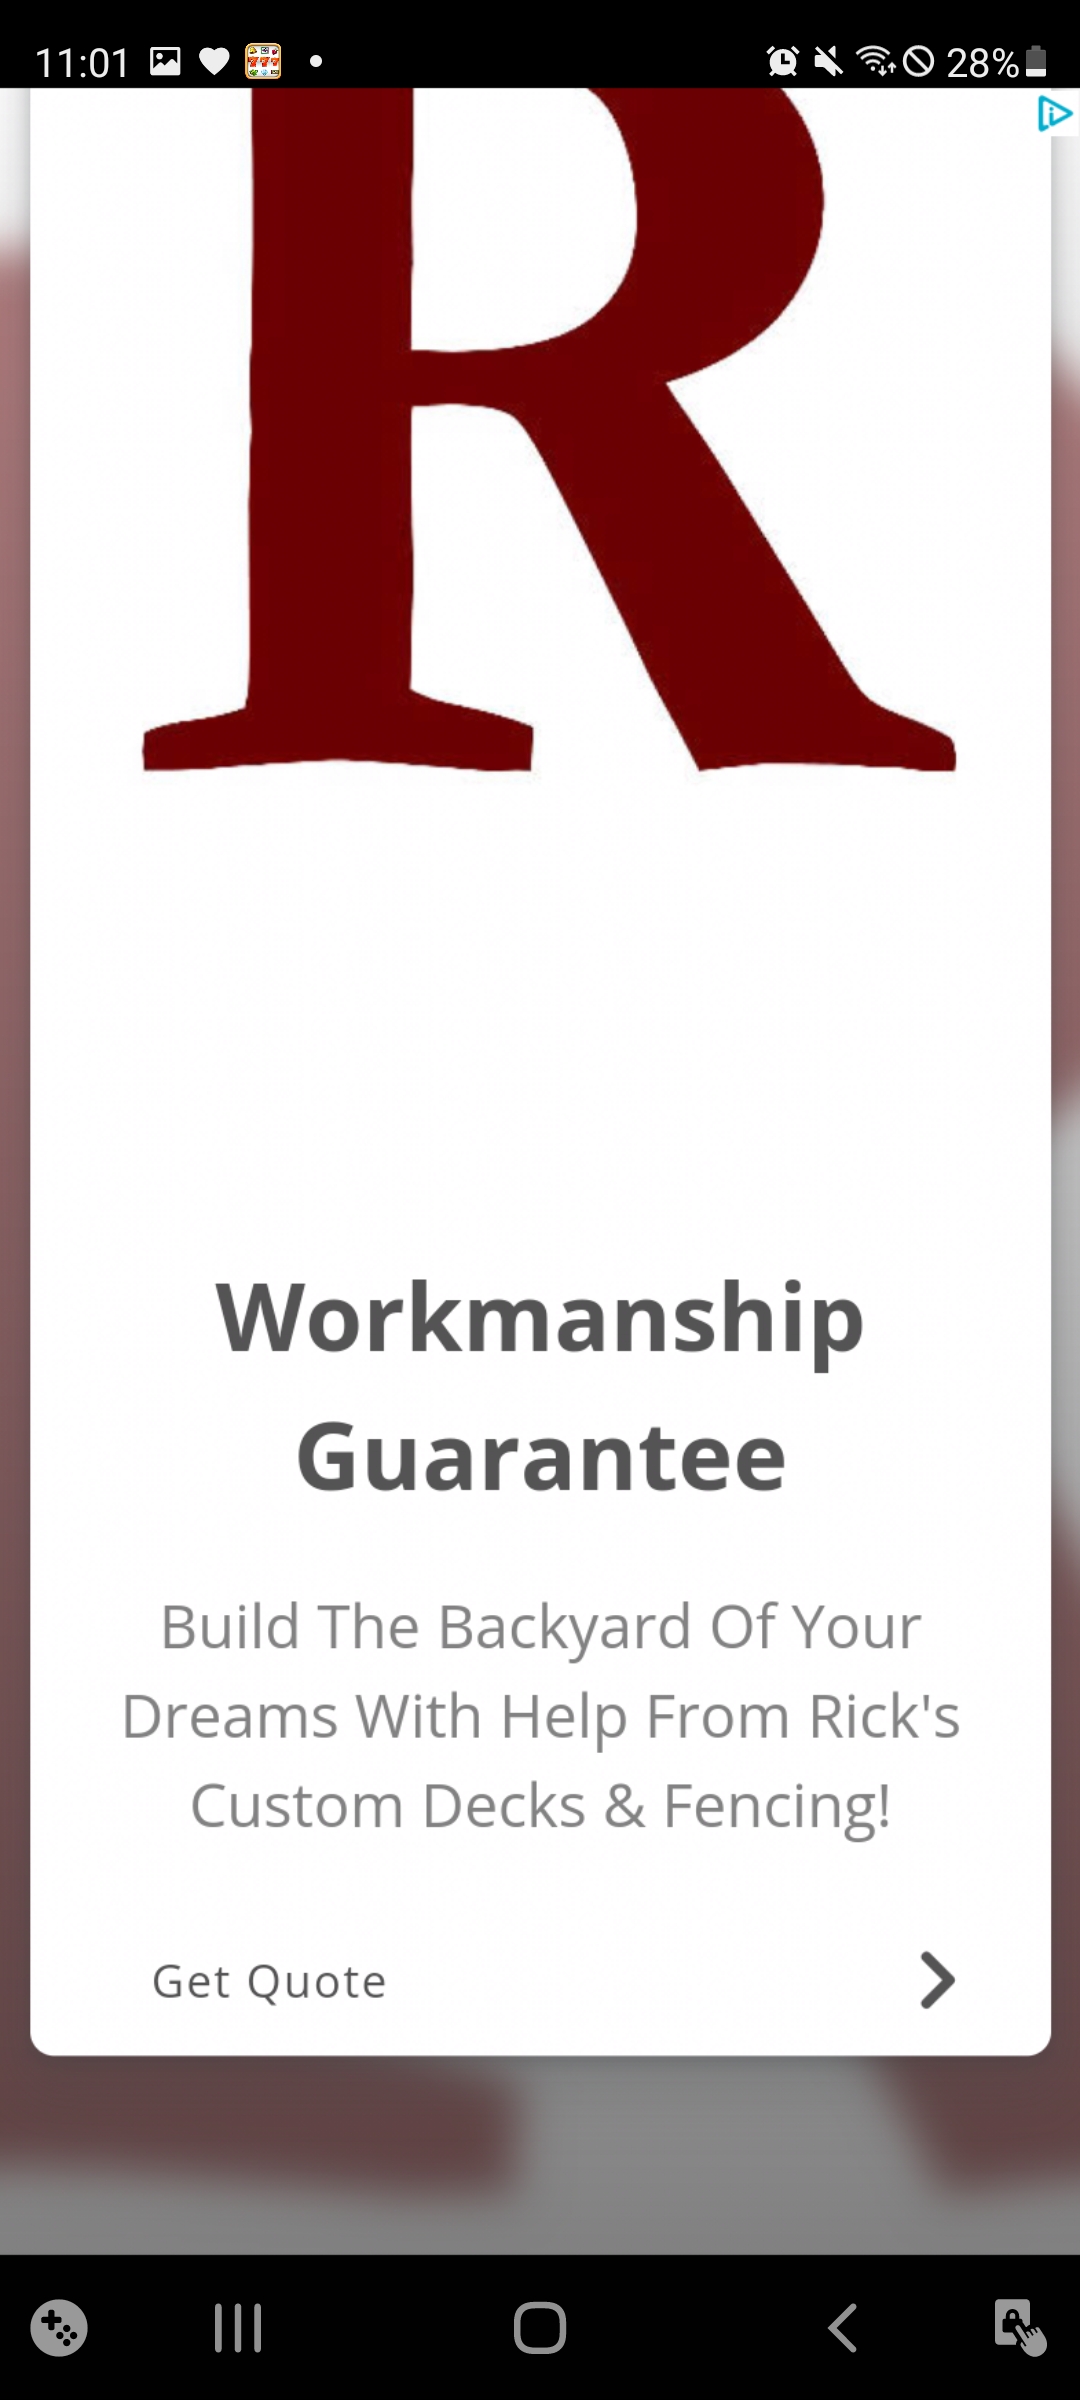 11:01 28%
R
Workmanship
Guarantee
Build The Backyard Of Your
Dreams With Help From Rick's
Custom Decks & Fencing!
Get Quote